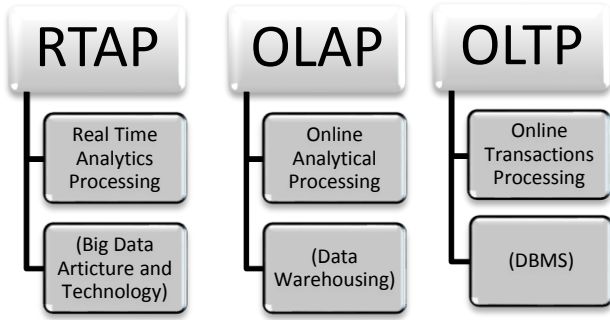 RTAP
Real Time
Analytics
Processing
(Big Data
Articture and
Technology)
OLAP
Online
Analytical
Processing
(Data
Warehousing)
OLTP
Online
Transactions
Processing
(DBMS)